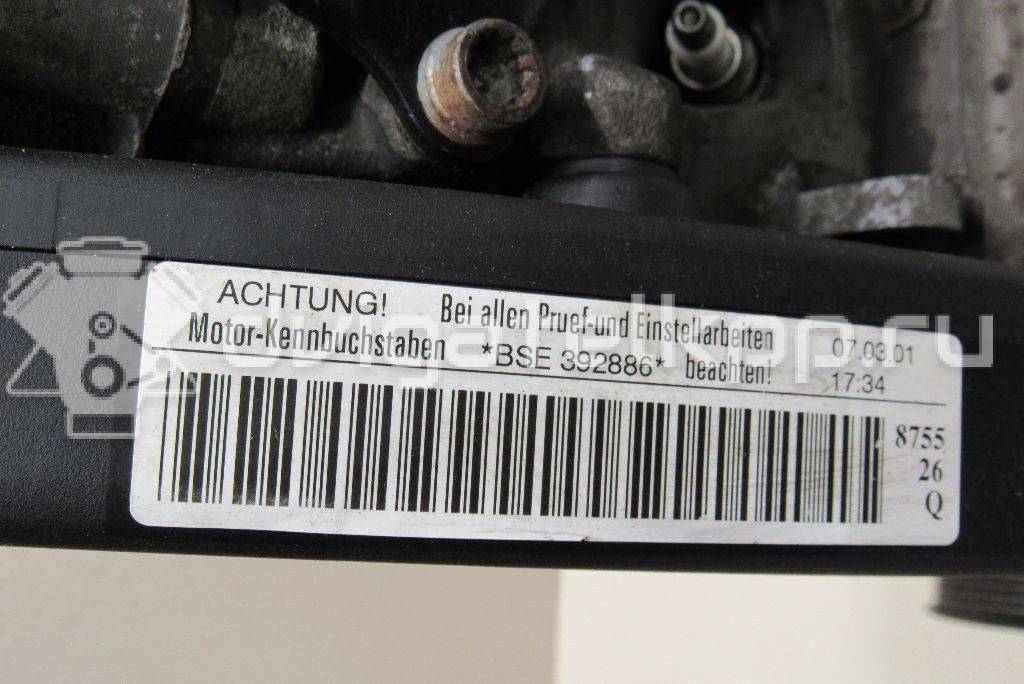 ACHTUNG! Bei allen Pruef-und Einstellarbeiten 07.03.01
Motor-Kennbuchstaben *BSE 392886* beachten! 17:34
8755
26
Q